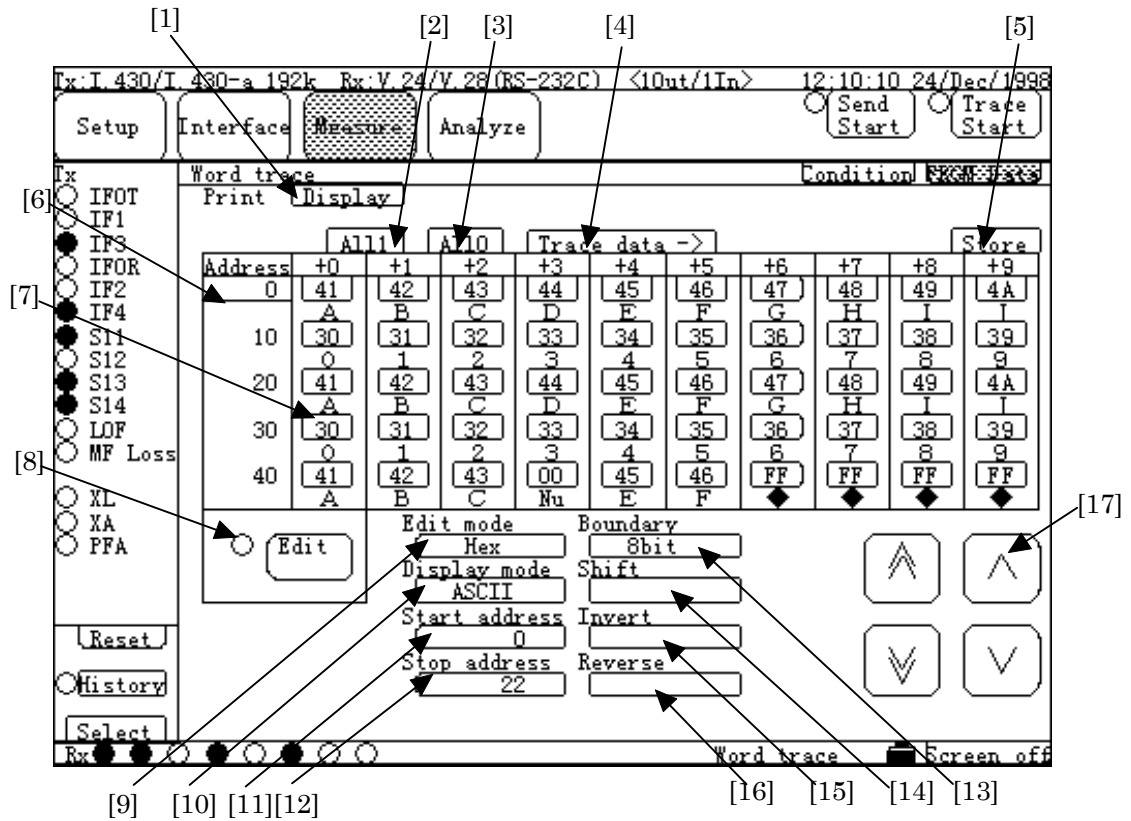 [1] [2] [3] [4] [5]
Tx:I.430/I.430-a 192k Rx:V.24/V.28(RS-232C) <1Out/1In> 12:10:10 24/Dec/1998
Setup Interface Measure Analyze Send Start Trace Start
Tx
Word trace Condition PRGM Data
Print Display
IFOT
IF1
IF3
IFOR
IF2
IF4
S11
S12
S13
S14
LOF
MF Loss
XL
XA
PFA
[6]
[7]
[8]
All1 All0 Trace data -> Store
Address +0 +1 +2 +3 +4 +5 +6 +7 +8 +9
0 41 42 43 44 45 46 47 48 49 4A
A B C D E F G H I I
10 30 31 32 33 34 35 36 37 38 39
0 1 2 3 4 5 6 7 8 9
20 41 42 43 44 45 46 47 48 49 4A
A B C D E F G H I I
30 30 31 32 33 34 35 36 37 38 39
0 1 2 3 4 5 6 7 8 9
40 41 42 43 00 45 46 FF FF FF FF
A B C Nu E F
[17]
Edit
Edit mode Boundary
Hex 8bit
Display mode Shift
ASCII
Start address Invert
0
Stop address Reverse
22
Reset
History
Select
Rx Word trace Screen off
[9] [10] [11][12] [16] [15] [14] [13]